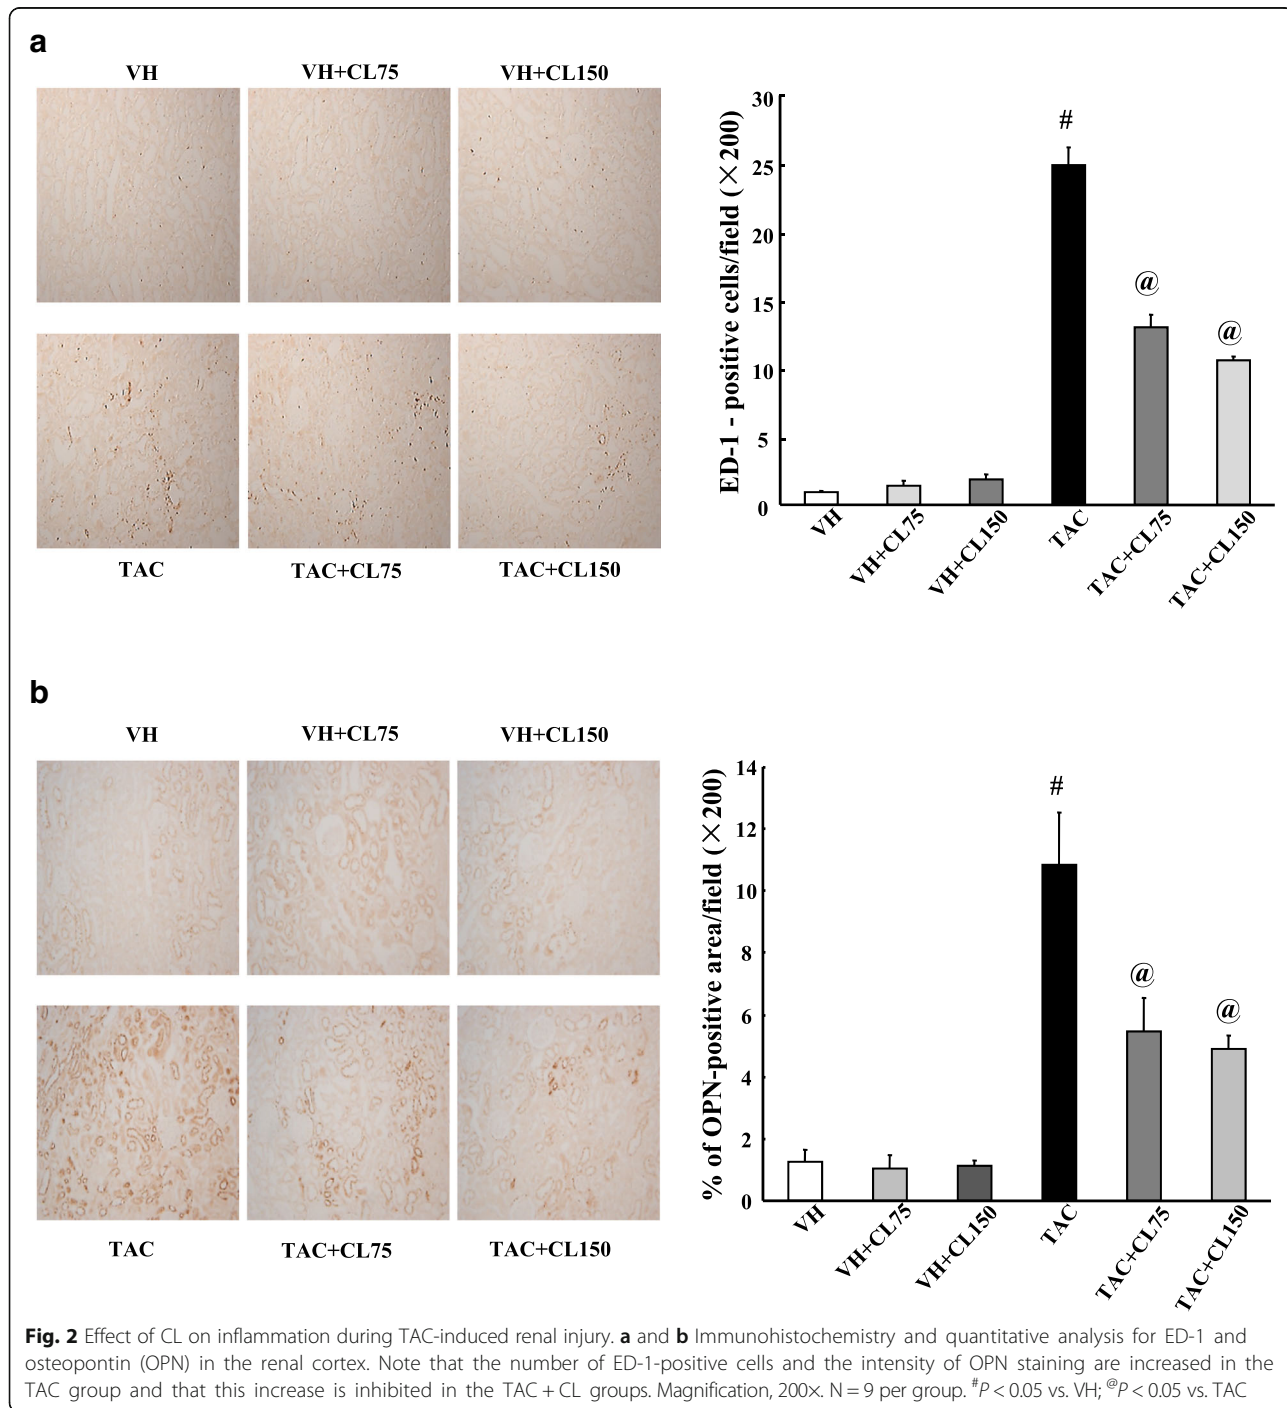 a
VH VH+CL75 VH+CL150
TAC TAC+CL75 TAC+CL150
ED-1 - positive cells/field (×200)
30
25
20
15
10
5
0
#
@
@
VH VH+CL75 VH+CL150 TAC TAC+CL75 TAC+CL150
b
VH VH+CL75 VH+CL150
TAC TAC+CL75 TAC+CL150
% of OPN-positive area/field (×200)
14
12
10
8
6
4
2
0
#
@
@
VH VH+CL75 VH+CL150 TAC TAC+CL75 TAC+CL150
Fig. 2 Effect of CL on inflammation during TAC-induced renal injury. a and b Immunohistochemistry and quantitative analysis for ED-1 and
osteopontin (OPN) in the renal cortex. Note that the number of ED-1-positive cells and the intensity of OPN staining are increased in the
TAC group and that this increase is inhibited in the TAC + CL groups. Magnification, 200×. N = 9 per group. #P < 0.05 vs. VH; @P < 0.05 vs. TAC